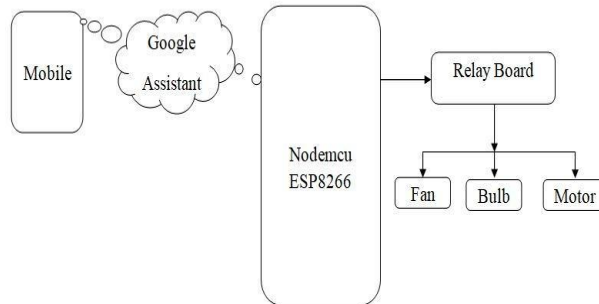 Mobile
Google
Assistant
Nodemcu
ESP8266
Relay Board
Fan
Bulb
Motor